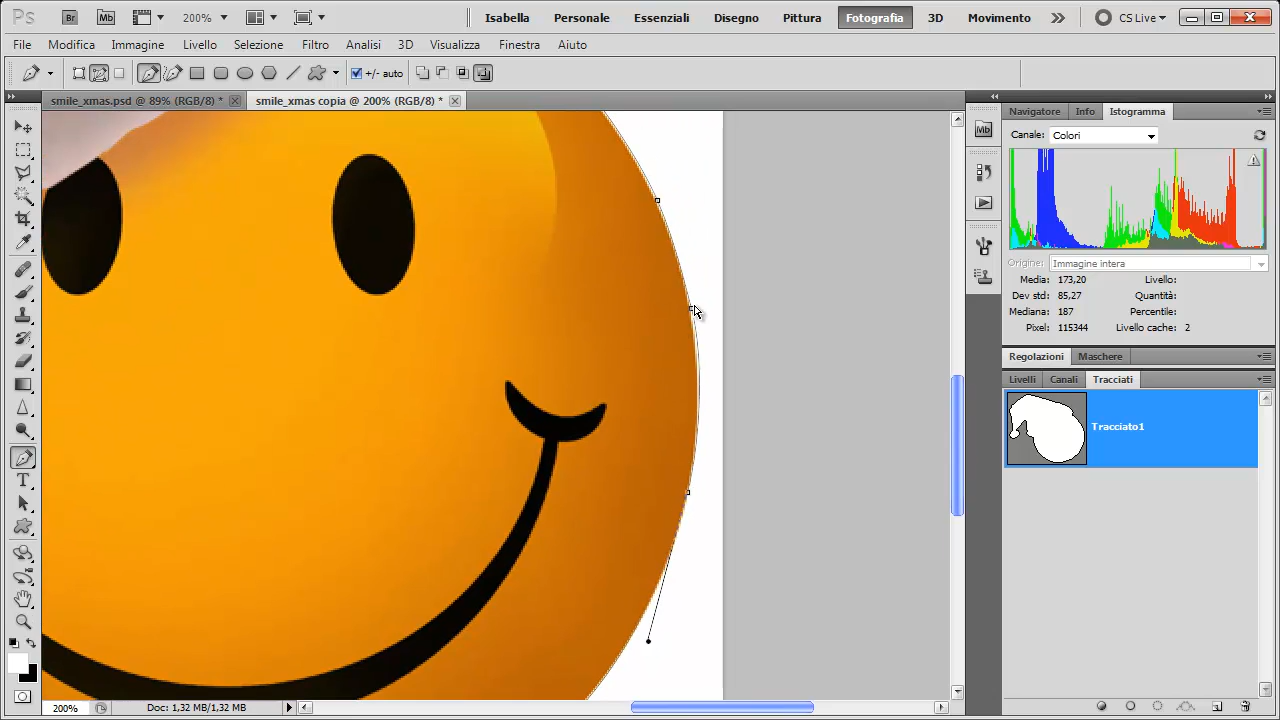 Ps Br Mb 200% Isabella Personale Essenziali Disegno Pittura Fotografia 3D Movimento CS Live
File Modifica Immagine Livello Selezione Filtro Analisi 3D Visualizza Finestra Aiuto
+/- auto
smile_xmas.psd @ 89% (RGB/8) * smile_xmas copia @ 200% (RGB/8) *
Navigatore Info Istogramma
Mb
Canale: Colori
Origine: Immagine intera
Media: 173,20 Livello:
Dev std: 85,27 Quantità:
Mediana: 187 Percentile:
Pixel: 115344 Livello cache: 2
Regolazioni Maschere
Livelli Canali Tracciati
Tracciato1
T
200% Doc: 1,32 MB/1,32 MB